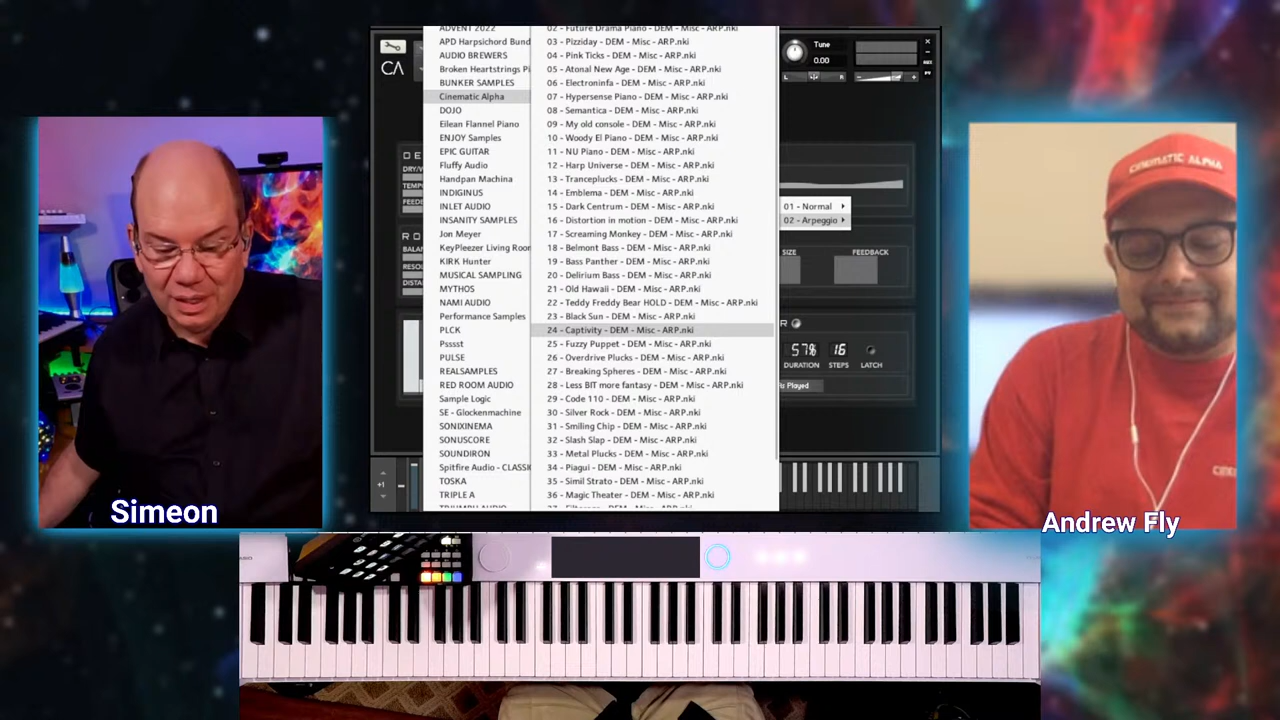 ADVENT 2022
APD Harpsichord Bund
AUDIO BREWERS
Broken Heartstrings Pi
BUNKER SAMPLES
Cinematic Alpha
DOJO
Eilean Flannel Piano
ENJOY Samples
EPIC GUITAR
Fluffy Audio
Handpan Machina
INDIGINUS
INLET AUDIO
INSANITY SAMPLES
Jon Meyer
KeyPleezer Living Roor
KIRK Hunter
MUSICAL SAMPLING
MYTHOS
NAMI AUDIO
Performance Samples
PLCK
Psssst
PULSE
REALSAMPLES
RED ROOM AUDIO
Sample Logic
SE - Glockenmachine
SONIXINEMA
SONUSCORE
SOUNDIRON
Spitfire Audio - CLASSI
TOSKA
TRIPLE A
TRIUMPH AUDIO
02 - Future Drama Piano - DEM - Misc - ARP.nki
03 - Pizziday - DEM - Misc - ARP.nki
04 - Pink Ticks - DEM - Misc - ARP.nki
05 - Atonal New Age - DEM - Misc - ARP.nki
06 - Electroninfa - DEM - Misc - ARP.nki
07 - Hypersense Piano - DEM - Misc - ARP.nki
08 - Semantica - DEM - Misc - ARP.nki
09 - My old console - DEM - Misc - ARP.nki
10 - Woody El Piano - DEM - Misc - ARP.nki
11 - NU Piano - DEM - Misc - ARP.nki
12 - Harp Universe - DEM - Misc - ARP.nki
13 - Tranceplucks - DEM - Misc - ARP.nki
14 - Emblema - DEM - Misc - ARP.nki
15 - Dark Centrum - DEM - Misc - ARP.nki
16 - Distortion in motion - DEM - Misc - ARP.nki
17 - Screaming Monkey - DEM - Misc - ARP.nki
18 - Belmont Bass - DEM - Misc - ARP.nki
19 - Bass Panther - DEM - Misc - ARP.nki
20 - Delirium Bass - DEM - Misc - ARP.nki
21 - Old Hawaii - DEM - Misc - ARP.nki
22 - Teddy Freddy Bear HOLD - DEM - Misc - ARP.nki
23 - Black Sun - DEM - Misc - ARP.nki
24 - Captivity - DEM - Misc - ARP.nki
25 - Fuzzy Puppet - DEM - Misc - ARP.nki
26 - Overdrive Plucks - DEM - Misc - ARP.nki
27 - Breaking Spheres - DEM - Misc - ARP.nki
28 - Less BIT more fantasy - DEM - Misc - ARP.nki
29 - Code 110 - DEM - Misc - ARP.nki
30 - Silver Rock - DEM - Misc - ARP.nki
31 - Smiling Chip - DEM - Misc - ARP.nki
32 - Slash Slap - DEM - Misc - ARP.nki
33 - Metal Plucks - DEM - Misc - ARP.nki
34 - Piagui - DEM - Misc - ARP.nki
35 - Simil Strato - DEM - Misc - ARP.nki
36 - Magic Theater - DEM - Misc - ARP.nki
01 - Normal
02 - Arpeggio
Tune
0.00
L R
SIZE FEEDBACK
57% 16
DURATION STEPS LATCH
As Played
CA
DE
DRY/W
TEMP
FEED
RO
BALAN
RESO
DISTA
+1
CINEMATIC ALPHA
CINE
Simeon
Andrew Fly